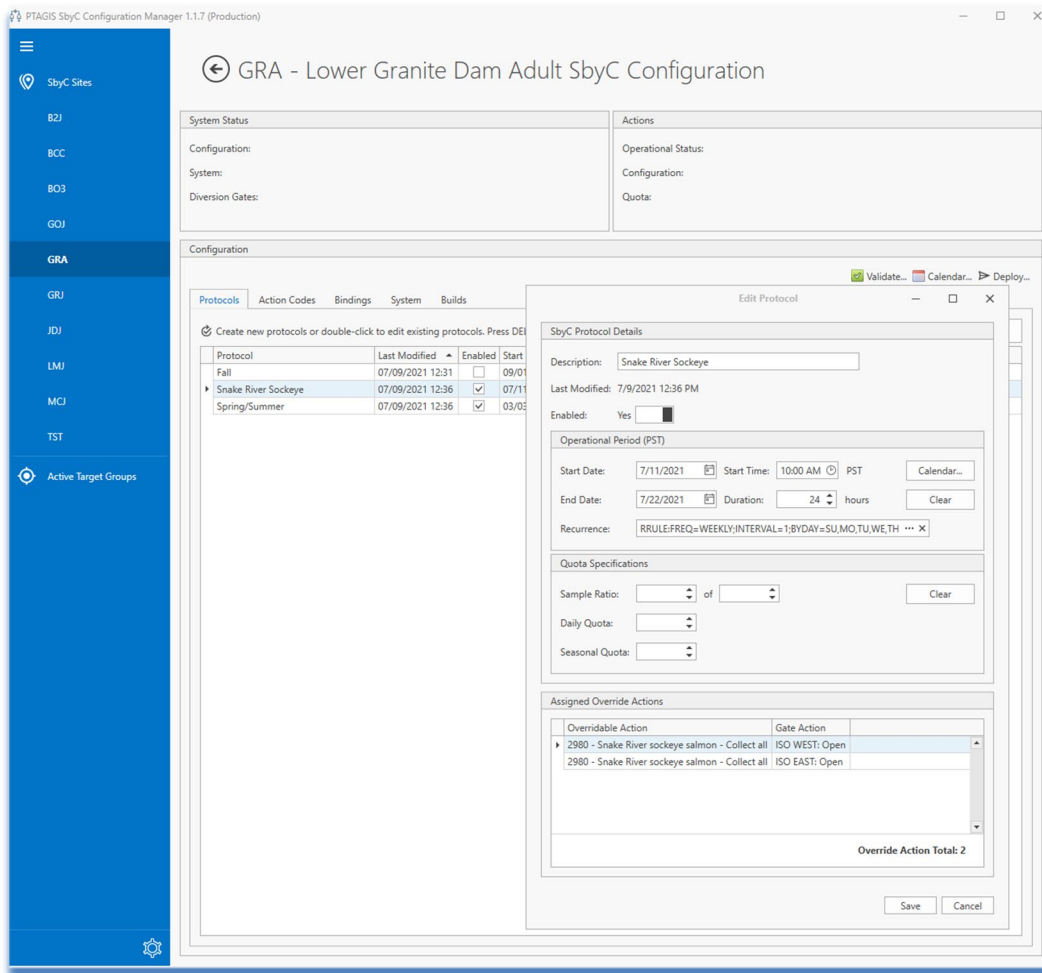 PTAGIS SbyC Configuration Manager 1.1.7 (Production)
SbyC Sites
B2J
BCC
BO3
GOJ
GRA
GRJ
JDJ
LMJ
MCJ
TST
Active Target Groups
GRA - Lower Granite Dam Adult SbyC Configuration
System Status
Configuration:
System:
Diversion Gates:
Actions
Operational Status:
Configuration:
Quota:
Configuration
Validate... Calendar... Deploy...
Protocols Action Codes Bindings System Builds
Create new protocols or double-click to edit existing protocols. Press DEL
Protocol Last Modified Enabled Start
Fall 07/09/2021 12:31 09/01
Snake River Sockeye 07/09/2021 12:36 07/11
Spring/Summer 07/09/2021 12:36 03/03
Edit Protocol
SbyC Protocol Details
Description: Snake River Sockeye
Last Modified: 7/9/2021 12:36 PM
Enabled: Yes
Operational Period (PST)
Start Date: 7/11/2021 Start Time: 10:00 AM PST Calendar...
End Date: 7/22/2021 Duration: 24 hours Clear
Recurrence: RRULE:FREQ=WEEKLY;INTERVAL=1;BYDAY=SU,MO,TU,WE,TH ···
Quota Specifications
Sample Ratio: of Clear
Daily Quota:
Seasonal Quota:
Assigned Override Actions
Overridable Action Gate Action
2980 - Snake River sockeye salmon - Collect all ISO WEST: Open
2980 - Snake River sockeye salmon - Collect all ISO EAST: Open
Override Action Total: 2
Save Cancel